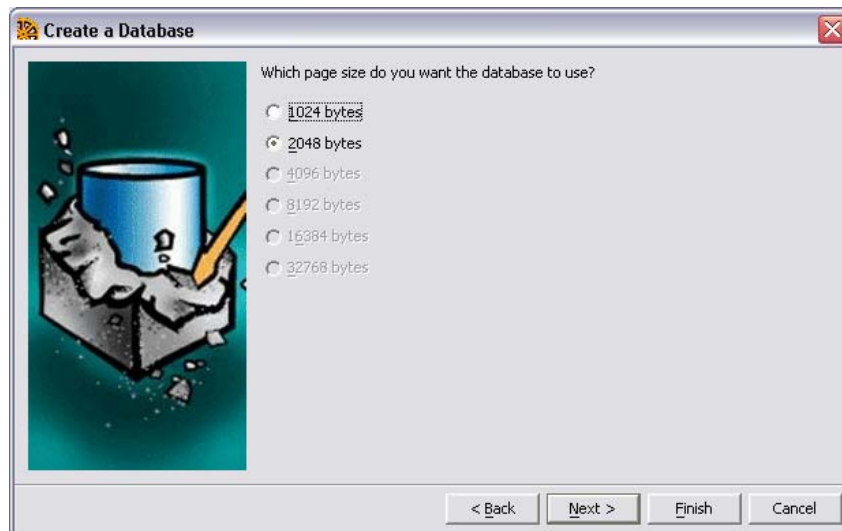 Create a Database
Which page size do you want the database to use?
1024 bytes
2048 bytes
4096 bytes
8192 bytes
16384 bytes
32768 bytes
< Back Next > Finish Cancel